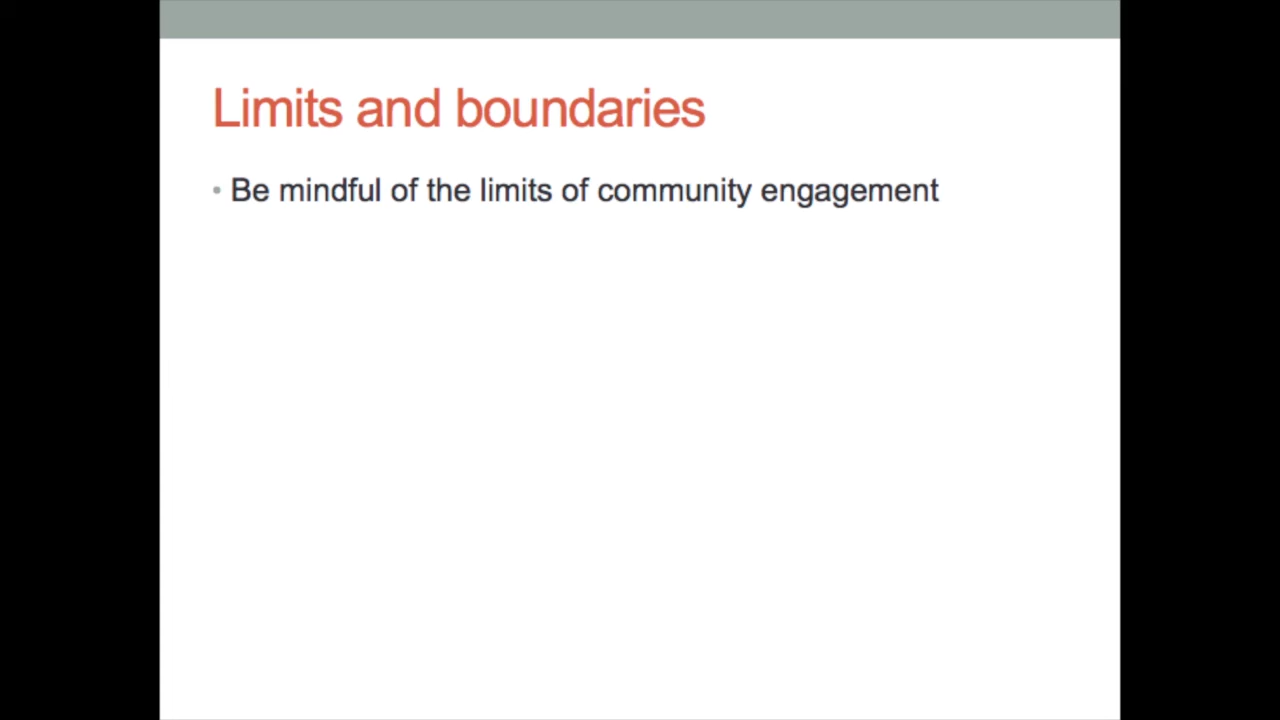 Limits and boundaries
• Be mindful of the limits of community engagement